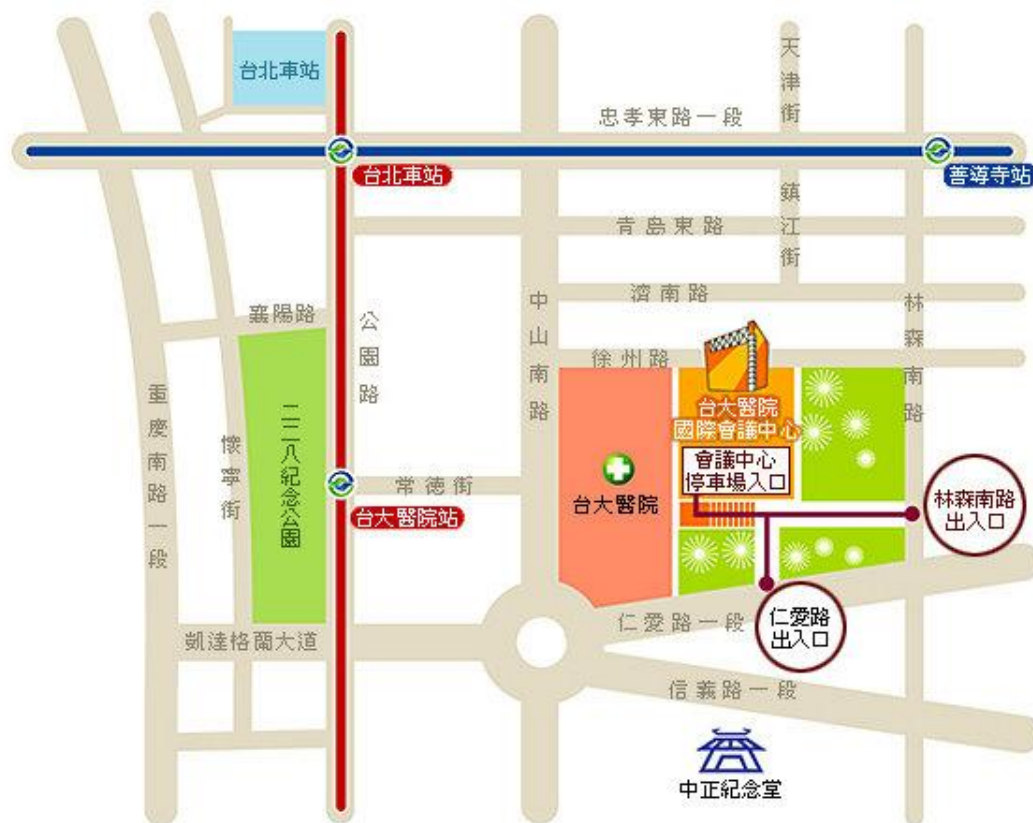 台北車站
天津街
忠孝東路一段
台北車站
善導寺站
鎮江街
青島東路
濟南路
襄陽路
公園路
中山南路
林森南路
徐州路
重慶南路一段
懷寧街
二二八紀念公園
台大醫院
國際會議中心
會議中心
停車場入口
常德街
台大醫院
台大醫院站
林森南路
出入口
仁愛路一段
仁愛路
出入口
凱達格蘭大道
信義路一段
中正紀念堂